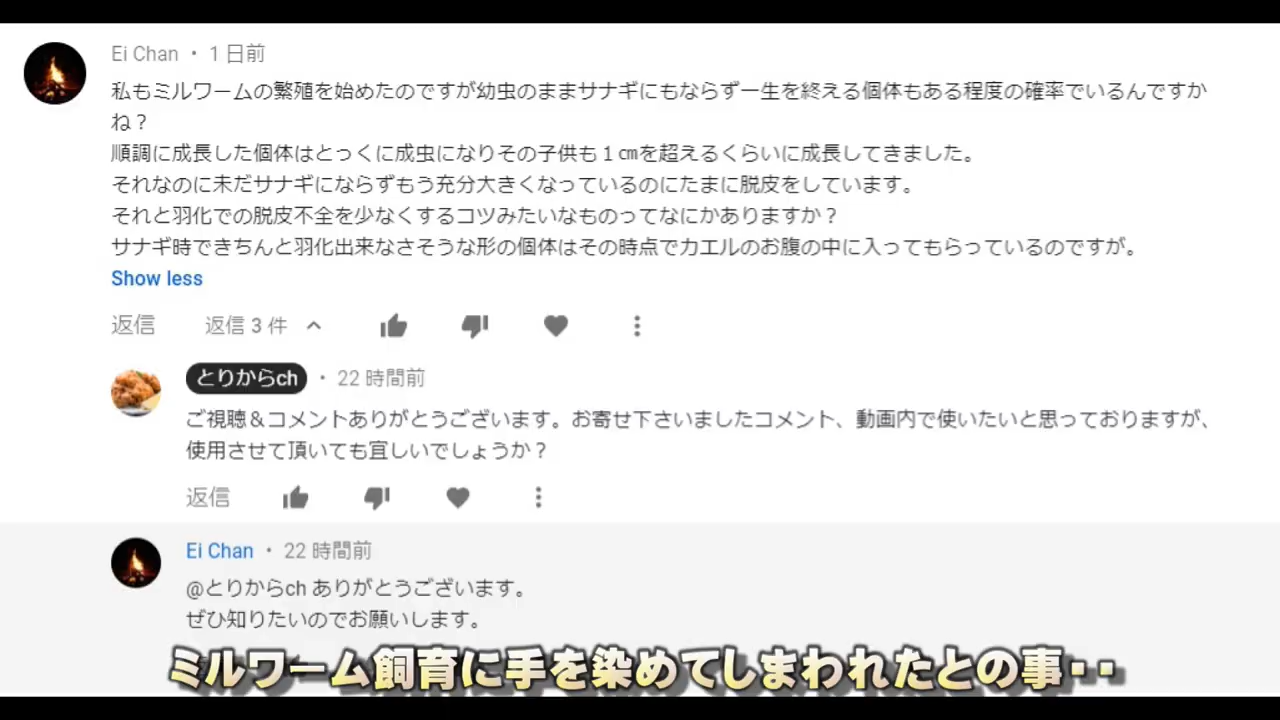 Ei Chan ・ 1 日前
私もミルワームの繁殖を始めたのですが幼虫のままサナギにもならず一生を終える個体もある程度の確率でいるんですか
ね？
順調に成長した個体はとっくに成虫になりその子供も１㎝を超えるくらいに成長してきました。
それなのに未だサナギにならずもう充分大きくなっているのにたまに脱皮をしています。
それと羽化での脱皮不全を少なくするコツみたいなものってなにかありますか？
サナギ時できちんと羽化出来なさそうな形の個体はその時点でカエルのお腹の中に入ってもらっているのですが。
Show less
返信 返信 3 件
とりからch ・ 22 時間前
ご視聴＆コメントありがとうございます。お寄せ下さいましたコメント、動画内で使いたいと思っておりますが、
使用させて頂いても宜しいでしょうか？
返信
Ei Chan ・ 22 時間前
@とりからch ありがとうございます。
ぜひ知りたいのでお願いします。
ミルワーム飼育に手を染めてしまわれたとの事・・